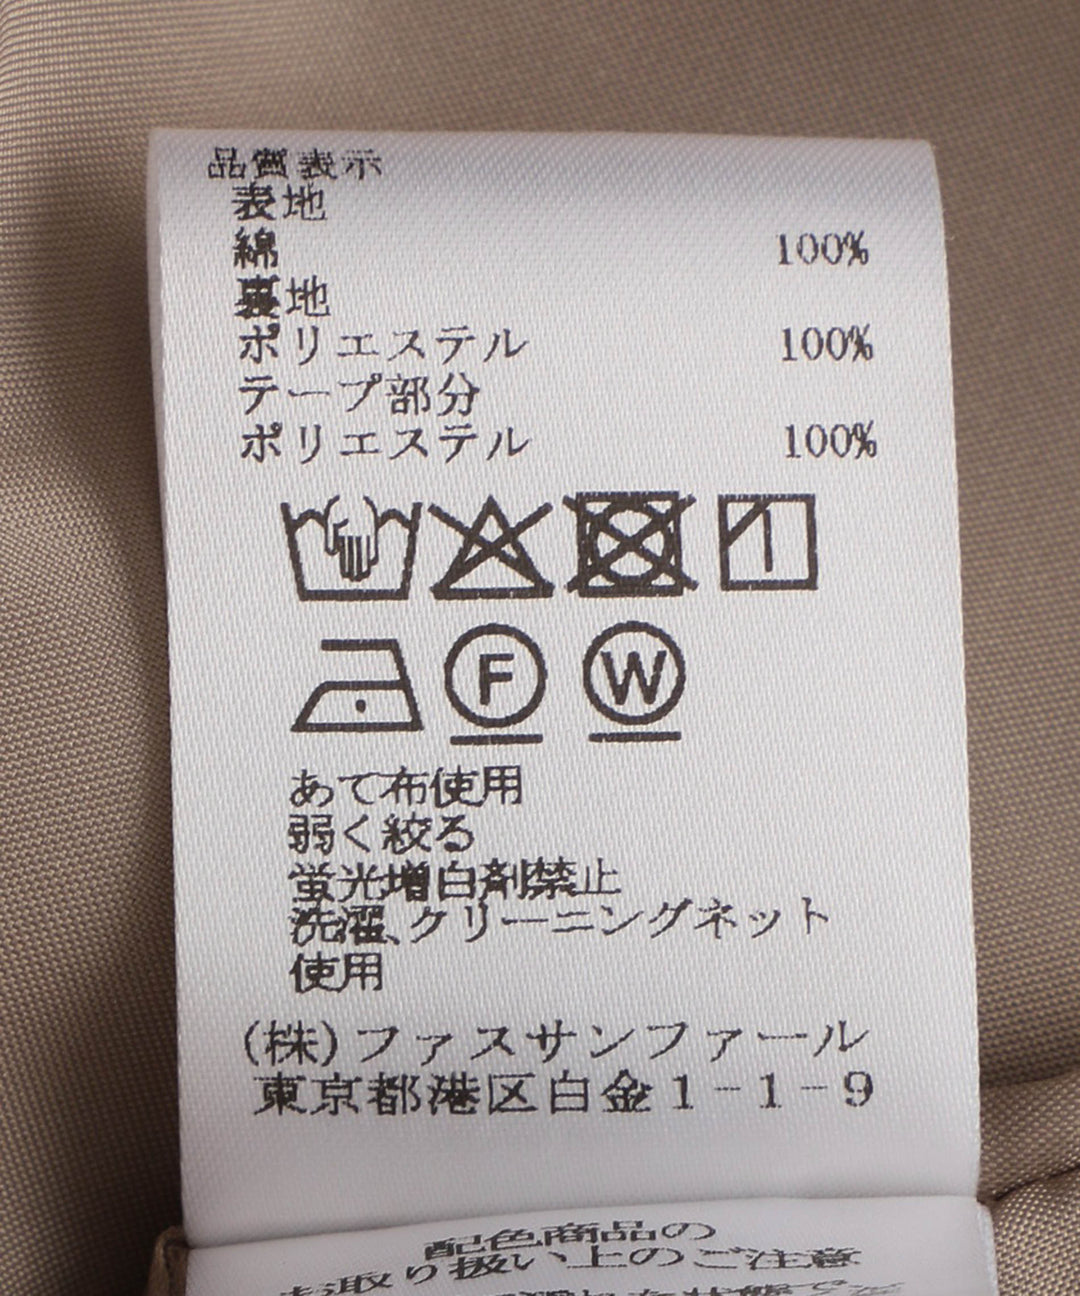 品質表示
表地
綿 100%
裏地
ポリエステル 100%
テープ部分
ポリエステル 100%
F W
あて布使用
弱く絞る
蛍光増白剤禁止
洗濯、クリーニングネット
使用
(株)ファスサンファール
東京都港区白金1-1-9
配色商品の
お取り扱い上のご注意